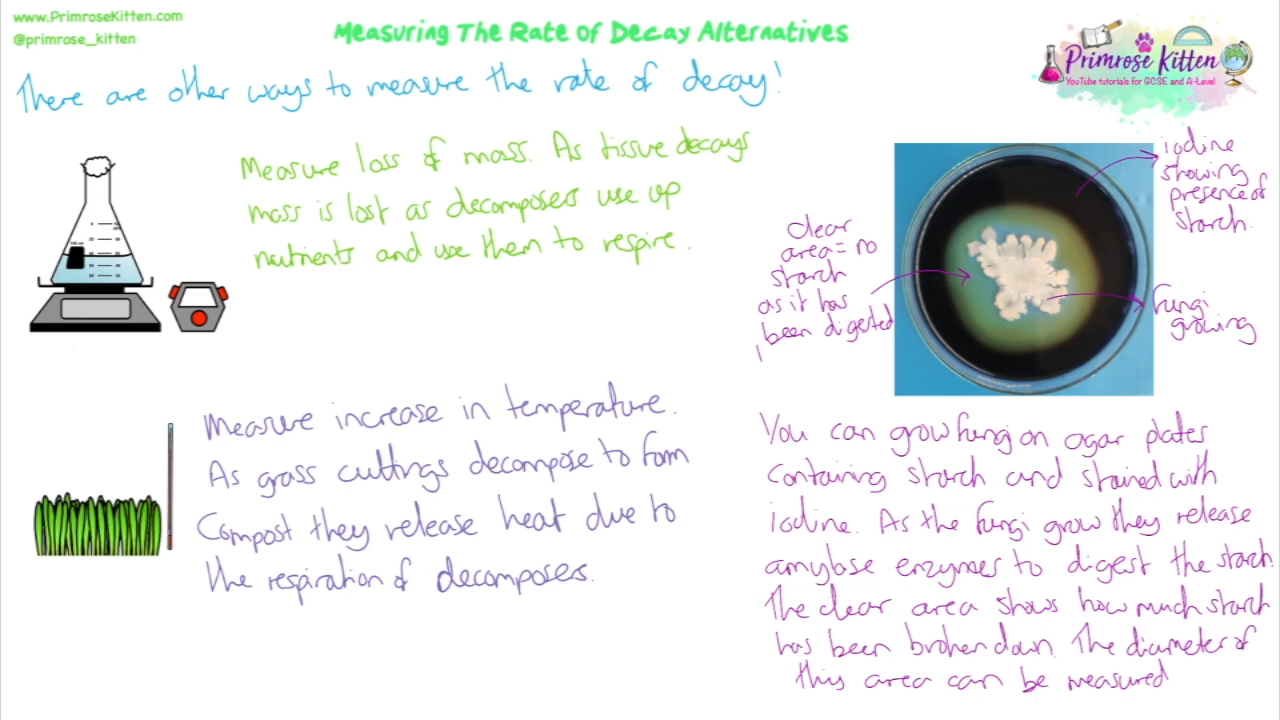 www.PrimroseKitten.com
@primrose_kitten
Measuring The Rate of Decay Alternatives
Primrose Kitten
YouTube tutorials for GCSE and A-Level
There are other ways to measure the rate of decay!
Measure loss of mass. As tissue decays
mass is lost as decomposers use up
nutrients and use them to respire.
Measure increase in temperature.
As grass cuttings decompose to form
compost they release heat due to
the respiration of decomposers.
iodine
showing
presence of
starch.
clear
area = no
starch
as it has
been digested
fungi
growing
You can grow fungi on agar plates
containing starch and stained with
iodine. As the fungi grow they release
amylase enzymes to digest the starch.
The clear area shows how much starch
has been broken down. The diameter of
this area can be measured